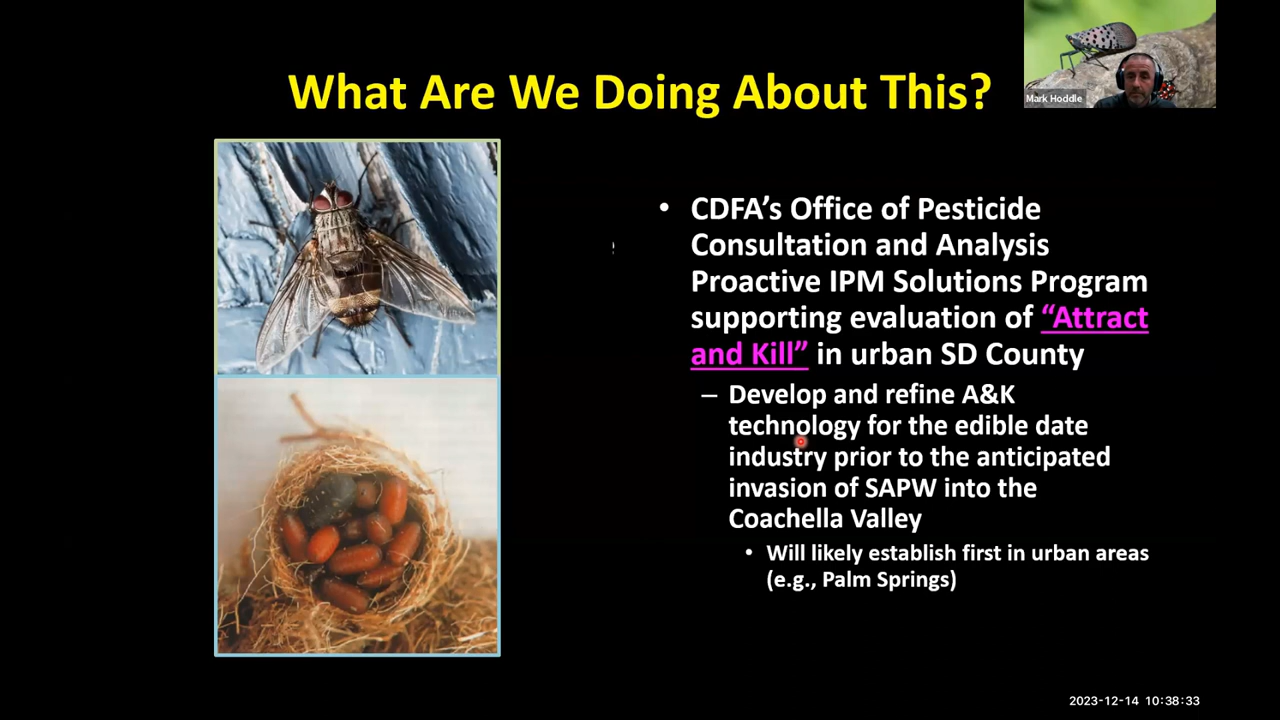 What Are We Doing About This?
Mark Hoddle
• CDFA’s Office of Pesticide
Consultation and Analysis
Proactive IPM Solutions Program
supporting evaluation of “Attract
and Kill” in urban SD County
– Develop and refine A&K
technology for the edible date
industry prior to the anticipated
invasion of SAPW into the
Coachella Valley
• Will likely establish first in urban areas
(e.g., Palm Springs)
2023-12-14 10:38:33